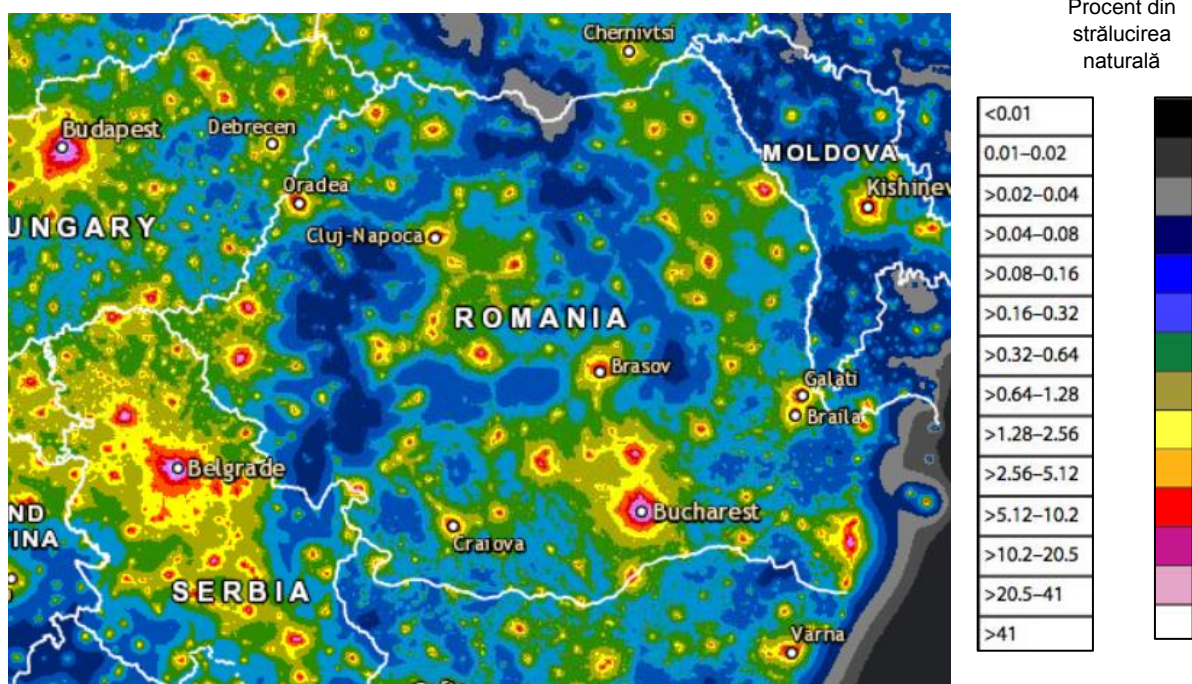 Chernivtsi
Budapest
Debrecen
MOLDOVA
Oradea
Kishinev
UNGARY
Cluj-Napoca
ROMANIA
Brasov
Galati
Braila
Belgrade
Bucharest
ND
INA
Craiova
SERBIA
Varna
Procent din
strălucirea
naturală
<0.01
0.01–0.02
>0.02–0.04
>0.04–0.08
>0.08–0.16
>0.16–0.32
>0.32–0.64
>0.64–1.28
>1.28–2.56
>2.56–5.12
>5.12–10.2
>10.2–20.5
>20.5–41
>41